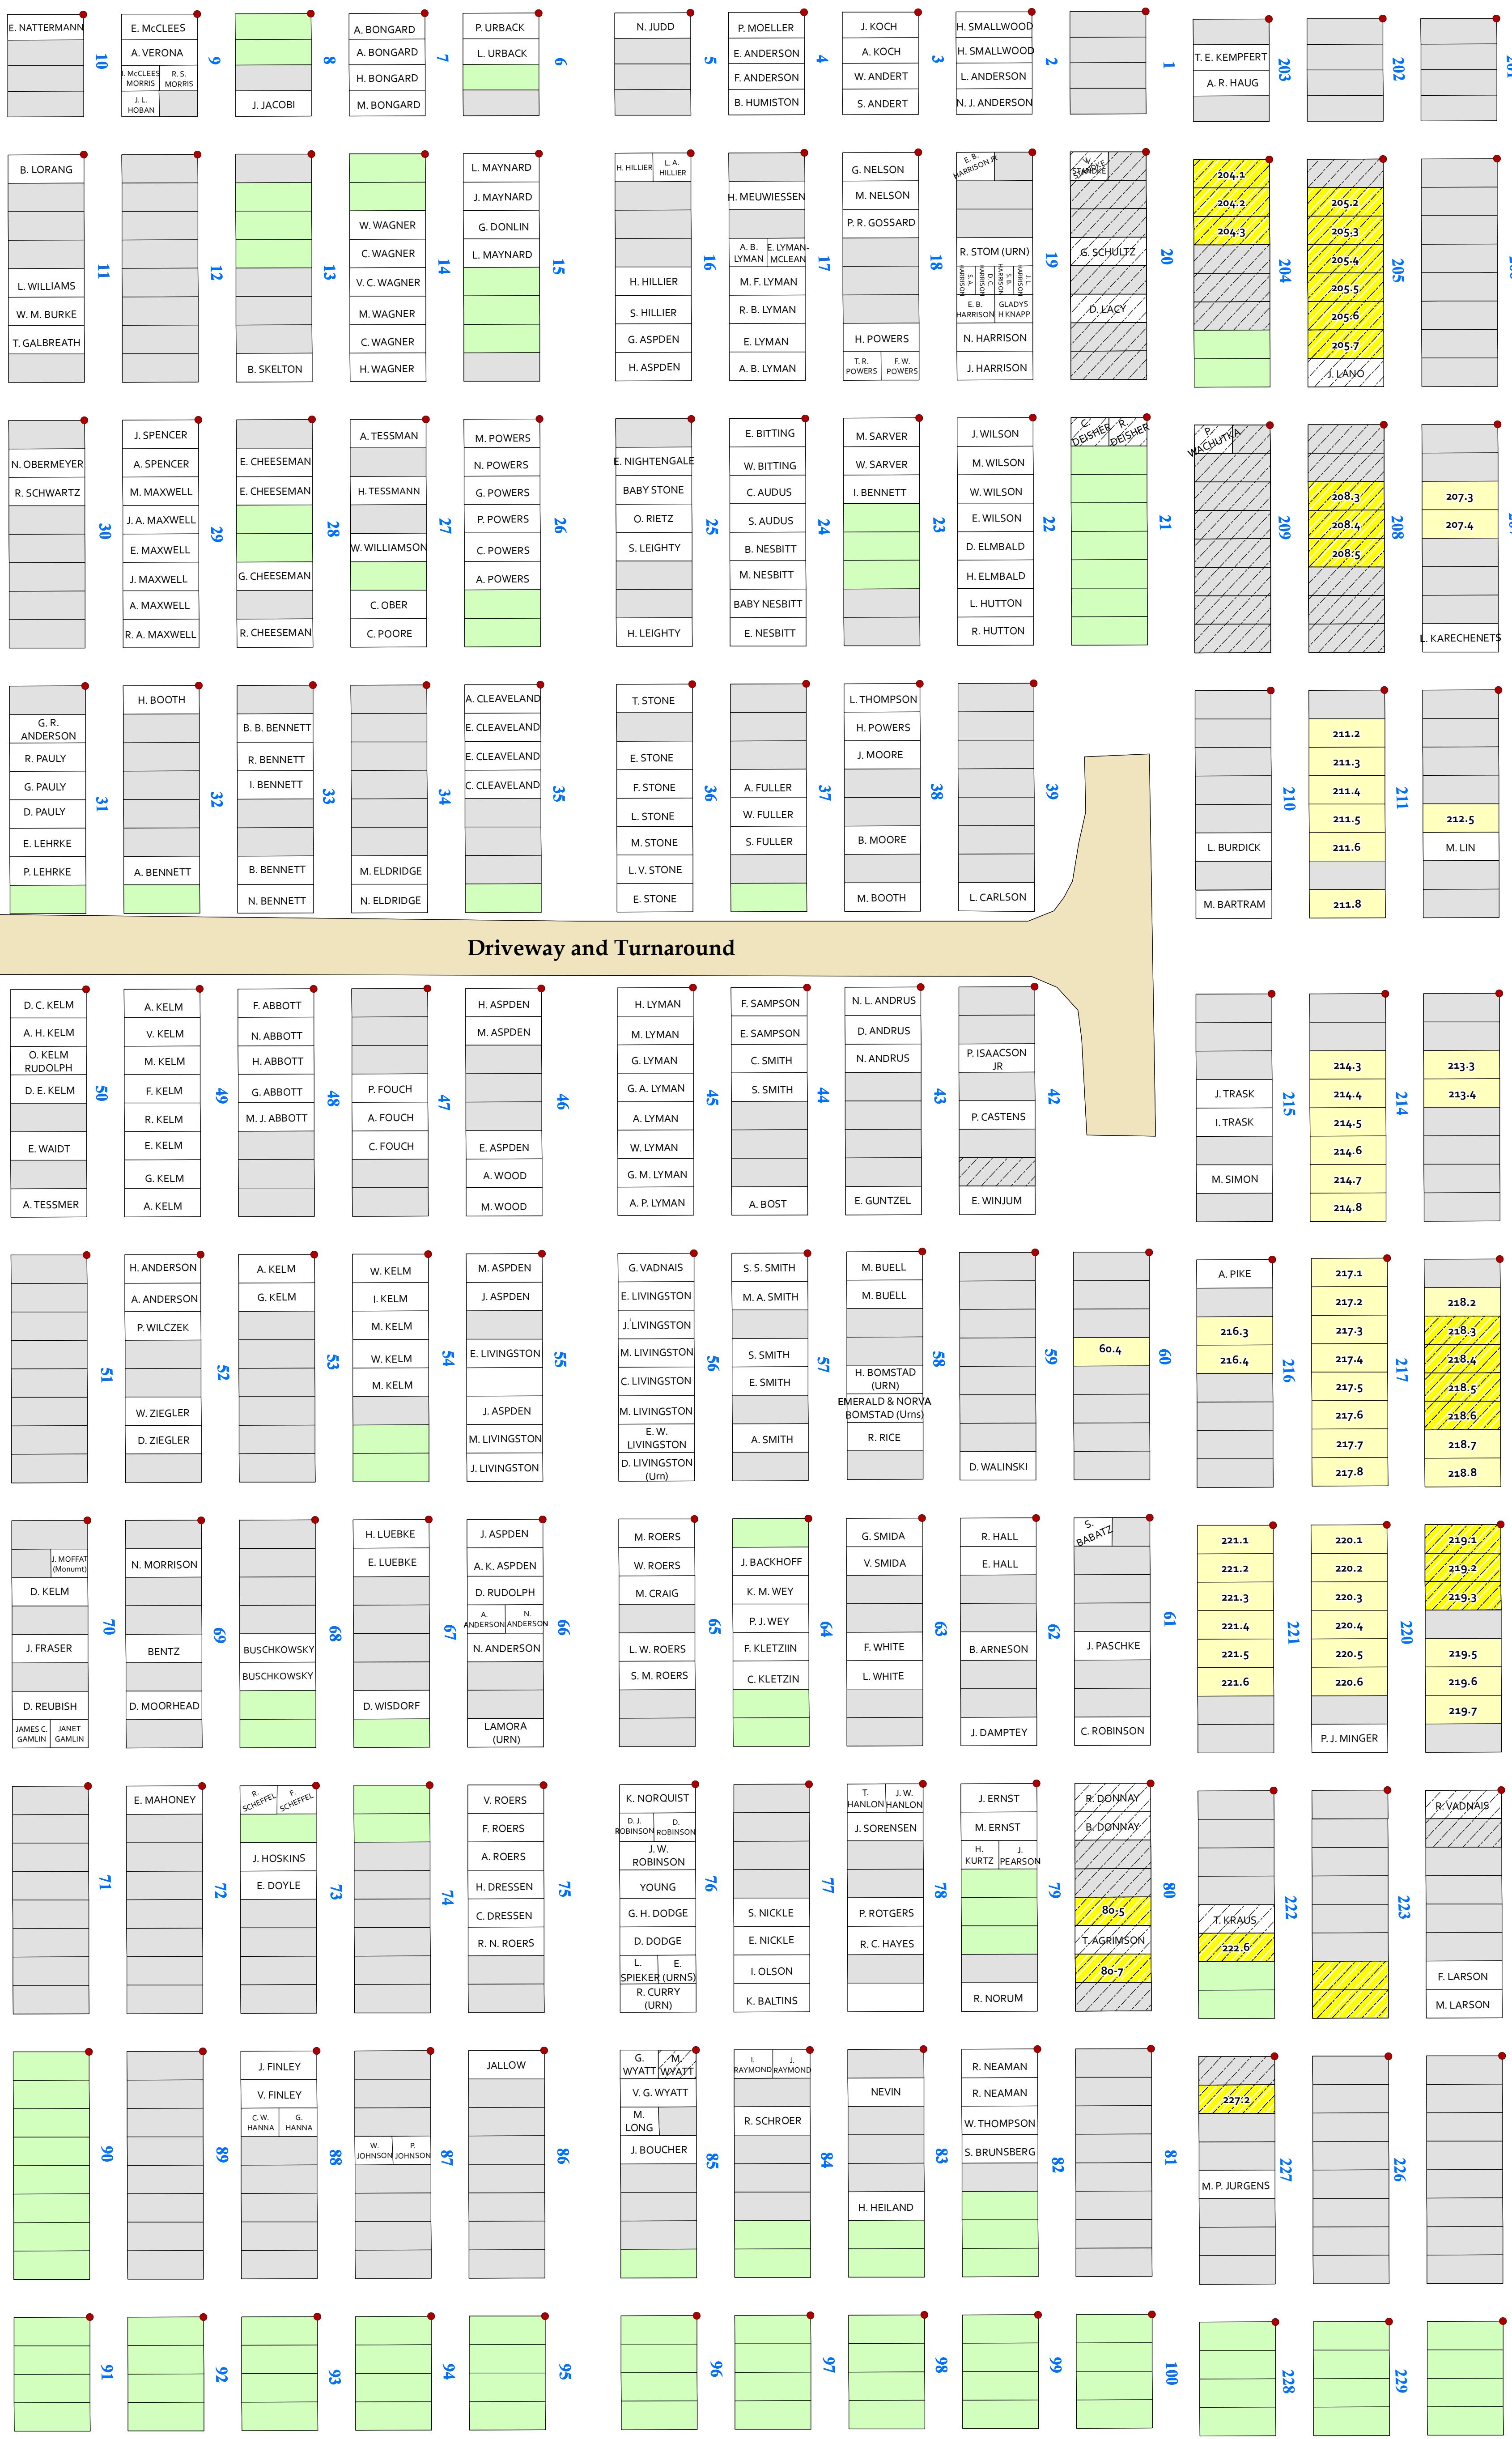 E. NATTERMANN
10
E. McCLEES
A. VERONA
I. McCLEES MORRIS
R. S. MORRIS
J. L. HOBAN
9
J. JACOBI
8
A. BONGARD
A. BONGARD
H. BONGARD
M. BONGARD
7
P. URBACK
L. URBACK
6
N. JUDD
5
P. MOELLER
E. ANDERSON
F. ANDERSON
B. HUMISTON
4
J. KOCH
A. KOCH
W. ANDERT
S. ANDERT
3
H. SMALLWOOD
H. SMALLWOOD
L. ANDERSON
N. J. ANDERSON
2
1
T. E. KEMPFERT
A. R. HAUG
203
202
B. LORANG
L. WILLIAMS
W. M. BURKE
T. GALBREATH
11
12
B. SKELTON
13
W. WAGNER
C. WAGNER
V. C. WAGNER
M. WAGNER
C. WAGNER
H. WAGNER
14
L. MAYNARD
J. MAYNARD
G. DONLIN
L. MAYNARD
15
H. HILLIER
L. A. HILLIER
H. HILLIER
S. HILLIER
G. ASPDEN
H. ASPDEN
16
H. MEUWIESSEN
A. B. LYMAN
E. LYMAN-MCLEAN
M. F. LYMAN
R. B. LYMAN
E. LYMAN
A. B. LYMAN
17
G. NELSON
M. NELSON
P. R. GOSSARD
H. POWERS
T. R. POWERS
F. W. POWERS
18
E. B. HARRISON JR
R. STOM (URN)
S. A. HARRISON
D. C. HARRISON
S. B. HARRISON
J. L. HARRISON
E. B. HARRISON
GLADYS H KNAPP
N. HARRISON
J. HARRISON
19
G. SCHULTZ
D. LACY
20
204.1
204.2
204.3
204
205.2
205.3
205.4
205.5
205.6
205.7
J. LANO
205
N. OBERMEYER
R. SCHWARTZ
30
J. SPENCER
A. SPENCER
M. MAXWELL
J. A. MAXWELL
E. MAXWELL
J. MAXWELL
A. MAXWELL
R. A. MAXWELL
29
E. CHEESEMAN
E. CHEESEMAN
G. CHEESEMAN
R. CHEESEMAN
28
A. TESSMAN
H. TESSMANN
W. WILLIAMSON
C. OBER
C. POORE
27
M. POWERS
N. POWERS
G. POWERS
P. POWERS
C. POWERS
A. POWERS
26
E. NIGHTENGALE
BABY STONE
O. RIETZ
S. LEIGHTY
H. LEIGHTY
25
E. BITTING
W. BITTING
C. AUDUS
S. AUDUS
B. NESBITT
M. NESBITT
BABY NESBITT
E. NESBITT
24
M. SARVER
W. SARVER
I. BENNETT
23
J. WILSON
M. WILSON
W. WILSON
E. WILSON
D. ELMBALD
H. ELMBALD
L. HUTTON
R. HUTTON
22
C. DEISHER
R. DEISHER
21
P. WACHUTKA
209
208.3
208.4
208.5
208
207.3
207.4
L. KARECHENETS
G. R. ANDERSON
R. PAULY
G. PAULY
D. PAULY
E. LEHRKE
P. LEHRKE
31
H. BOOTH
A. BENNETT
32
B. B. BENNETT
R. BENNETT
I. BENNETT
B. BENNETT
N. BENNETT
33
M. ELDRIDGE
N. ELDRIDGE
34
A. CLEAVELAND
E. CLEAVELAND
E. CLEAVELAND
C. CLEAVELAND
35
T. STONE
E. STONE
F. STONE
L. STONE
M. STONE
L. V. STONE
E. STONE
36
A. FULLER
W. FULLER
S. FULLER
37
L. THOMPSON
H. POWERS
J. MOORE
B. MOORE
M. BOOTH
38
L. CARLSON
39
L. BURDICK
M. BARTRAM
210
211.2
211.3
211.4
211.5
211.6
211.8
211
212.5
M. LIN
Driveway and Turnaround
D. C. KELM
A. H. KELM
O. KELM RUDOLPH
D. E. KELM
E. WAIDT
A. TESSMER
50
A. KELM
V. KELM
M. KELM
F. KELM
R. KELM
E. KELM
G. KELM
A. KELM
49
F. ABBOTT
N. ABBOTT
H. ABBOTT
G. ABBOTT
M. J. ABBOTT
48
P. FOUCH
A. FOUCH
C. FOUCH
47
H. ASPDEN
M. ASPDEN
E. ASPDEN
A. WOOD
M. WOOD
46
H. LYMAN
M. LYMAN
G. LYMAN
G. A. LYMAN
A. LYMAN
W. LYMAN
G. M. LYMAN
A. P. LYMAN
45
F. SAMPSON
E. SAMPSON
C. SMITH
S. SMITH
A. BOST
44
N. L. ANDRUS
D. ANDRUS
N. ANDRUS
E. GUNTZEL
43
P. ISAACSON JR
P. CASTENS
E. WINJUM
42
J. TRASK
I. TRASK
M. SIMON
215
214.3
214.4
214.5
214.6
214.7
214.8
214
213.3
213.4
51
H. ANDERSON
A. ANDERSON
P. WILCZEK
W. ZIEGLER
D. ZIEGLER
52
A. KELM
G. KELM
53
W. KELM
I. KELM
M. KELM
W. KELM
M. KELM
54
M. ASPDEN
J. ASPDEN
E. LIVINGSTON
J. ASPDEN
M. LIVINGSTON
J. LIVINGSTON
55
G. VADNAIS
E. LIVINGSTON
J. LIVINGSTON
M. LIVINGSTON
C. LIVINGSTON
M. LIVINGSTON
E. W. LIVINGSTON
D. LIVINGSTON (Urn)
56
S. S. SMITH
M. A. SMITH
S. SMITH
E. SMITH
A. SMITH
57
M. BUELL
M. BUELL
H. BOMSTAD (URN)
EMERALD & NORVA BOMSTAD (Urns)
R. RICE
58
D. WALINSKI
59
60.4
60
A. PIKE
216.3
216.4
216
217.1
217.2
217.3
217.4
217.5
217.6
217.7
217.8
217
218.2
218.3
218.4
218.5
218.6
218.7
218.8
J. MOFFAT (Monumt)
D. KELM
J. FRASER
D. REUBISH
JAMES C. GAMLIN
JANET GAMLIN
70
N. MORRISON
BENTZ
D. MOORHEAD
69
BUSCHKOWSKY
BUSCHKOWSKY
68
H. LUEBKE
E. LUEBKE
D. WISDORF
67
J. ASPDEN
A. K. ASPDEN
D. RUDOLPH
A. ANDERSON
N. ANDERSON
N. ANDERSON
LAMORA (URN)
66
M. ROERS
W. ROERS
M. CRAIG
L. W. ROERS
S. M. ROERS
65
J. BACKHOFF
K. M. WEY
P. J. WEY
F. KLETZIIN
C. KLETZIN
64
G. SMIDA
V. SMIDA
F. WHITE
L. WHITE
63
R. HALL
E. HALL
B. ARNESON
J. DAMPTEY
62
S. BABATZ
J. PASCHKE
C. ROBINSON
61
221.1
221.2
221.3
221.4
221.5
221.6
221
220.1
220.2
220.3
220.4
220.5
220.6
P. J. MINGER
220
219.1
219.2
219.3
219.5
219.6
219.7
71
E. MAHONEY
72
R. SCHEFFEL
F. SCHEFFEL
J. HOSKINS
E. DOYLE
73
74
V. ROERS
F. ROERS
A. ROERS
H. DRESSEN
C. DRESSEN
R. N. ROERS
75
K. NORQUIST
D. J. ROBINSON
D. ROBINSON
J. W. ROBINSON
YOUNG
G. H. DODGE
D. DODGE
L. E. SPIEKER (URNS)
R. CURRY (URN)
76
S. NICKLE
E. NICKLE
I. OLSON
K. BALTINS
77
T. HANLON
J. W. HANLON
J. SORENSEN
P. ROTGERS
R. C. HAYES
78
J. ERNST
M. ERNST
H. KURTZ
J. PEARSON
R. NORUM
79
R. DONNAY
B. DONNAY
80-5
T. AGRIMSON
80-7
80
T. KRAUS
222.6
222
223
R. VADNAIS
F. LARSON
M. LARSON
90
89
J. FINLEY
V. FINLEY
C. W. HANNA
G. HANNA
88
W. JOHNSON
P. JOHNSON
87
JALLOW
86
G. WYATT
M. WYATT
V. G. WYATT
M. LONG
J. BOUCHER
85
I. RAYMOND
J. RAYMOND
R. SCHROER
84
NEVIN
H. HEILAND
83
R. NEAMAN
R. NEAMAN
W. THOMPSON
S. BRUNSBERG
82
81
227.2
M. P. JURGENS
227
226
91
92
93
94
95
96
97
98
99
100
228
229